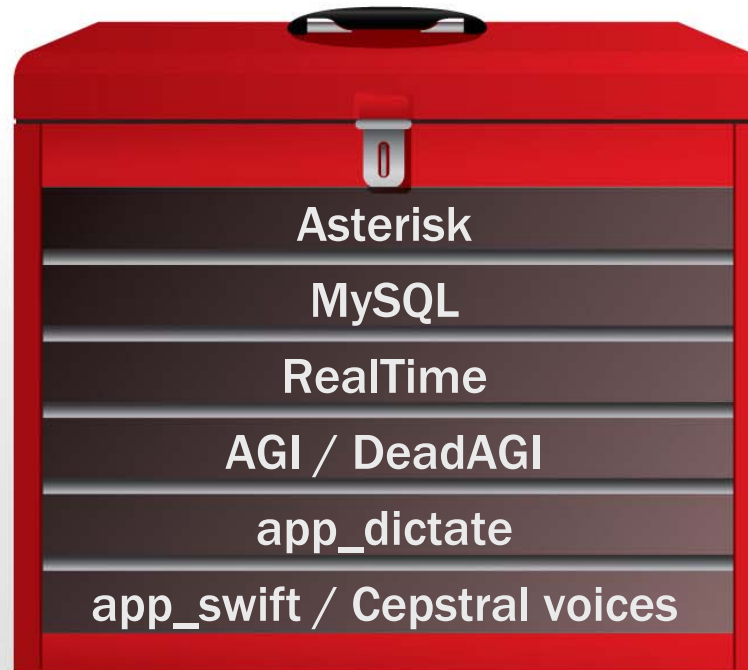 Asterisk
MySQL
RealTime
AGI / DeadAGI
app_dictate
app_swift / Cepstral voices